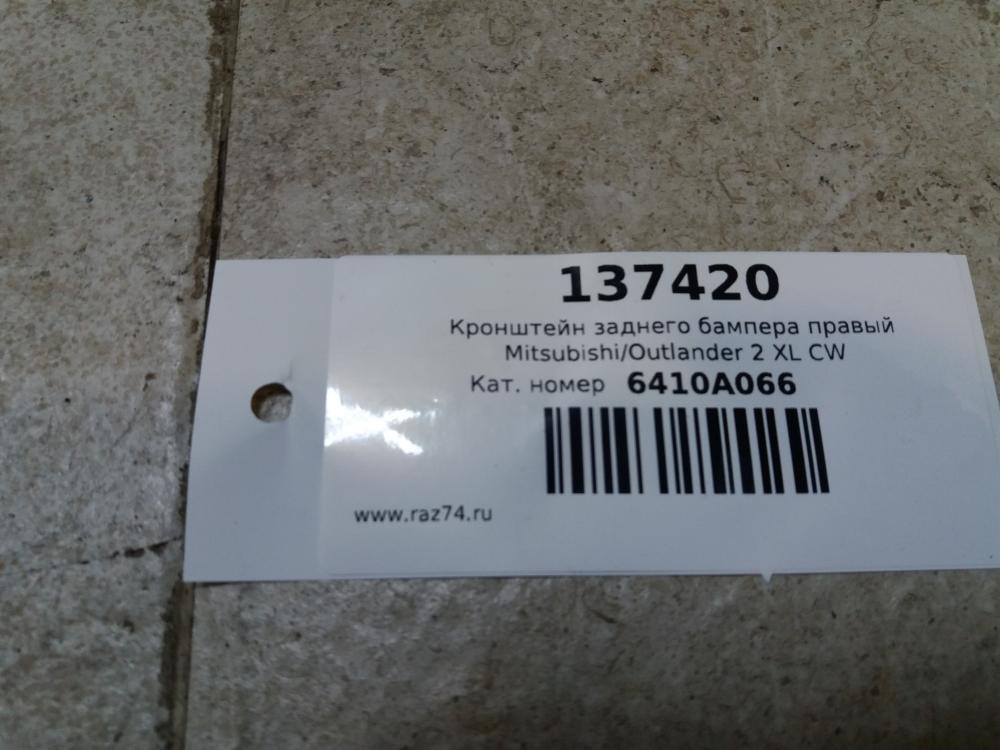 137420
Кронштейн заднего бампера правый
Mitsubishi/Outlander 2 XL CW
Кат. номер 6410A066
www.raz74.ru